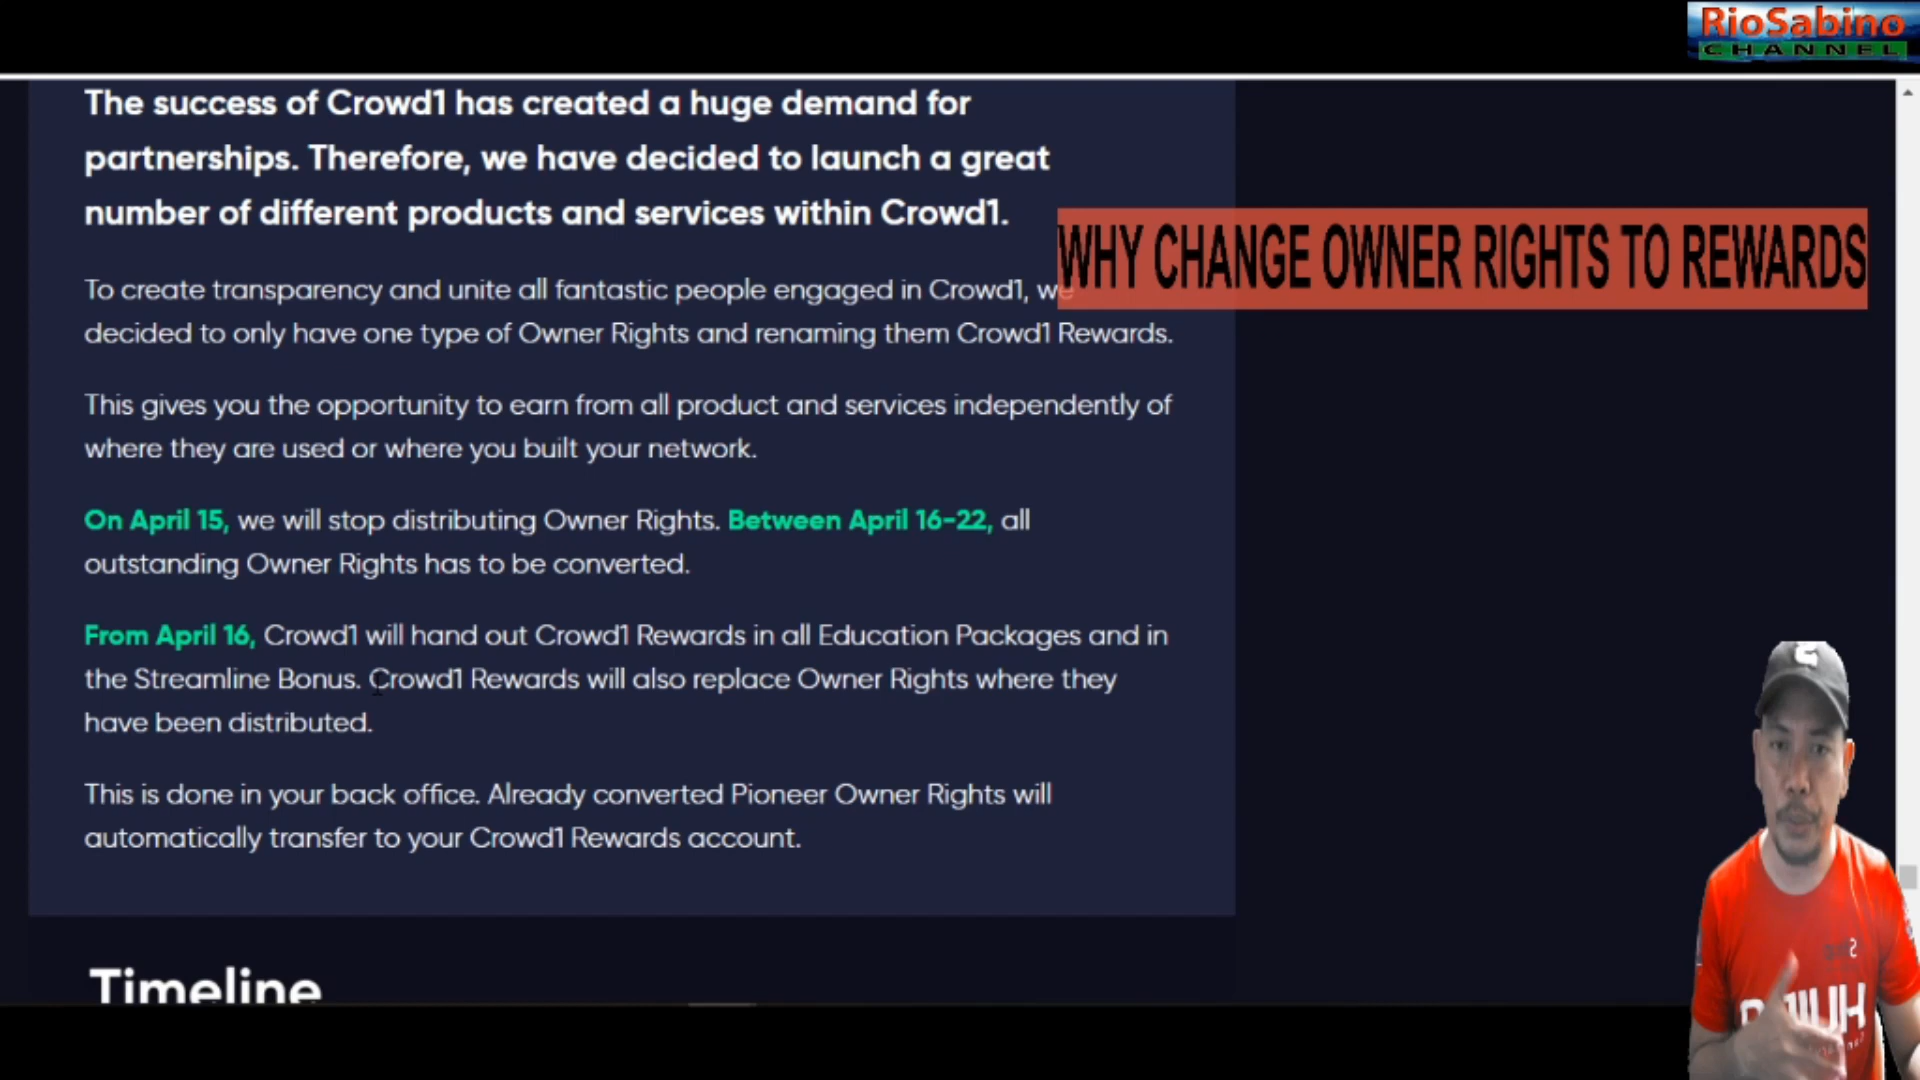 RioSabino
CHANNEL
The success of Crowd1 has created a huge demand for
partnerships. Therefore, we have decided to launch a great
number of different products and services within Crowd1.
WHY CHANGE OWNER RIGHTS TO REWARDS
To create transparency and unite all fantastic people engaged in Crowd1, we
decided to only have one type of Owner Rights and renaming them Crowd1 Rewards.
This gives you the opportunity to earn from all product and services independently of
where they are used or where you built your network.
On April 15, we will stop distributing Owner Rights. Between April 16-22, all
outstanding Owner Rights has to be converted.
From April 16, Crowd1 will hand out Crowd1 Rewards in all Education Packages and in
the Streamline Bonus. Crowd1 Rewards will also replace Owner Rights where they
have been distributed.
This is done in your back office. Already converted Pioneer Owner Rights will
automatically transfer to your Crowd1 Rewards account.
Timeline